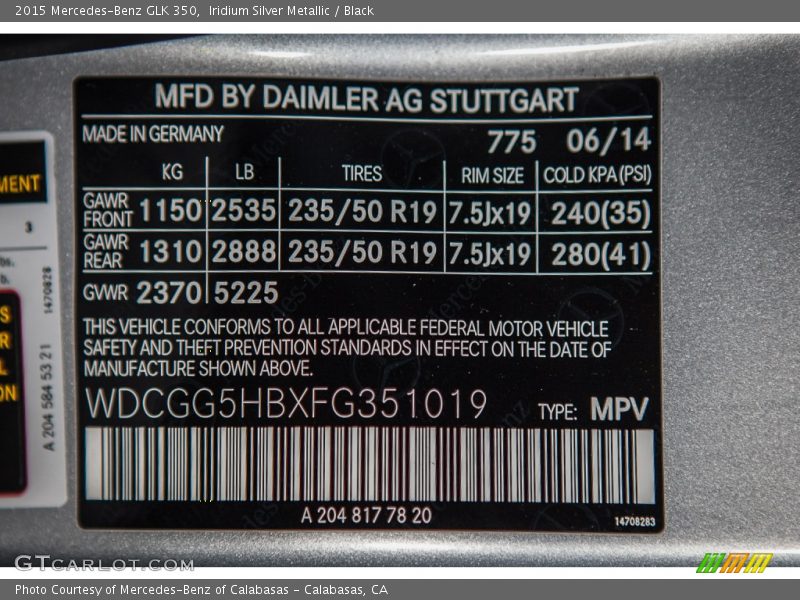 2015 Mercedes-Benz GLK 350, Iridium Silver Metallic / Black
MFD BY DAIMLER AG STUTTGART
MADE IN GERMANY 775 06/14
KG LB TIRES RIM SIZE COLD KPA(PSI)
GAWR FRONT 1150 2535 235/50 R19 7.5Jx19 240(35)
GAWR REAR 1310 2888 235/50 R19 7.5Jx19 280(41)
GVWR 2370 5225
THIS VEHICLE CONFORMS TO ALL APPLICABLE FEDERAL MOTOR VEHICLE
SAFETY AND THEFT PREVENTION STANDARDS IN EFFECT ON THE DATE OF
MANUFACTURE SHOWN ABOVE.
WDCGG5HBXFG351019 TYPE: MPV
A 204 817 78 20
14708283
MENT
3
lbs.
A 204 584 53 21
1470828
GTCARLOT.COM
Photo Courtesy of Mercedes-Benz of Calabasas - Calabasas, CA